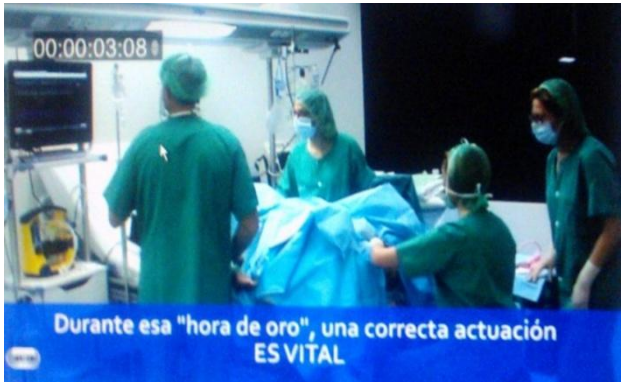 00:00:03:08
Durante esa "hora de oro", una correcta actuación
ES VITAL